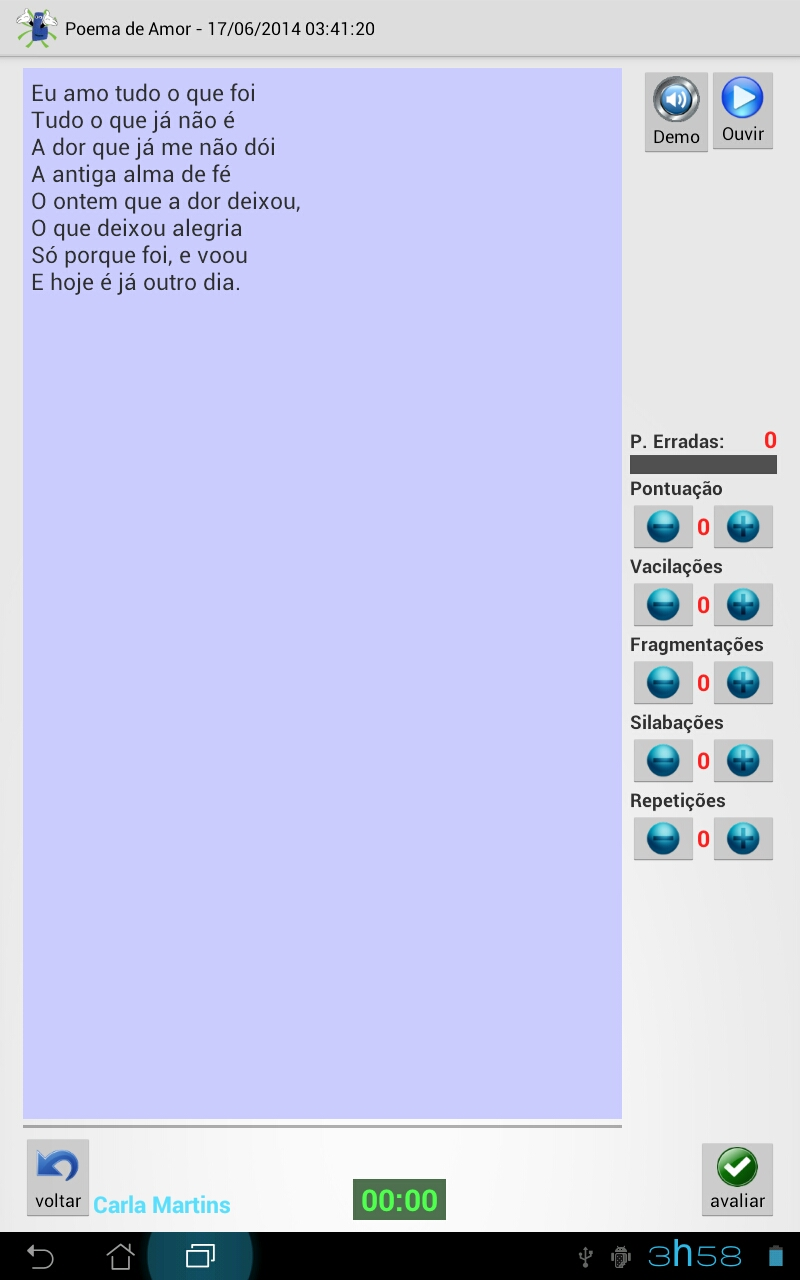 Poema de Amor - 17/06/2014 03:41:20
Eu amo tudo o que foi
Tudo o que já não é
A dor que já me não dói
A antiga alma de fé
O ontem que a dor deixou,
O que deixou alegria
Só porque foi, e voou
E hoje é já outro dia.
Demo
Ouvir
P. Erradas: 0
Pontuação
0
Vacilações
0
Fragmentações
0
Silabações
0
Repetições
0
voltar
Carla Martins
00:00
avaliar
3h58